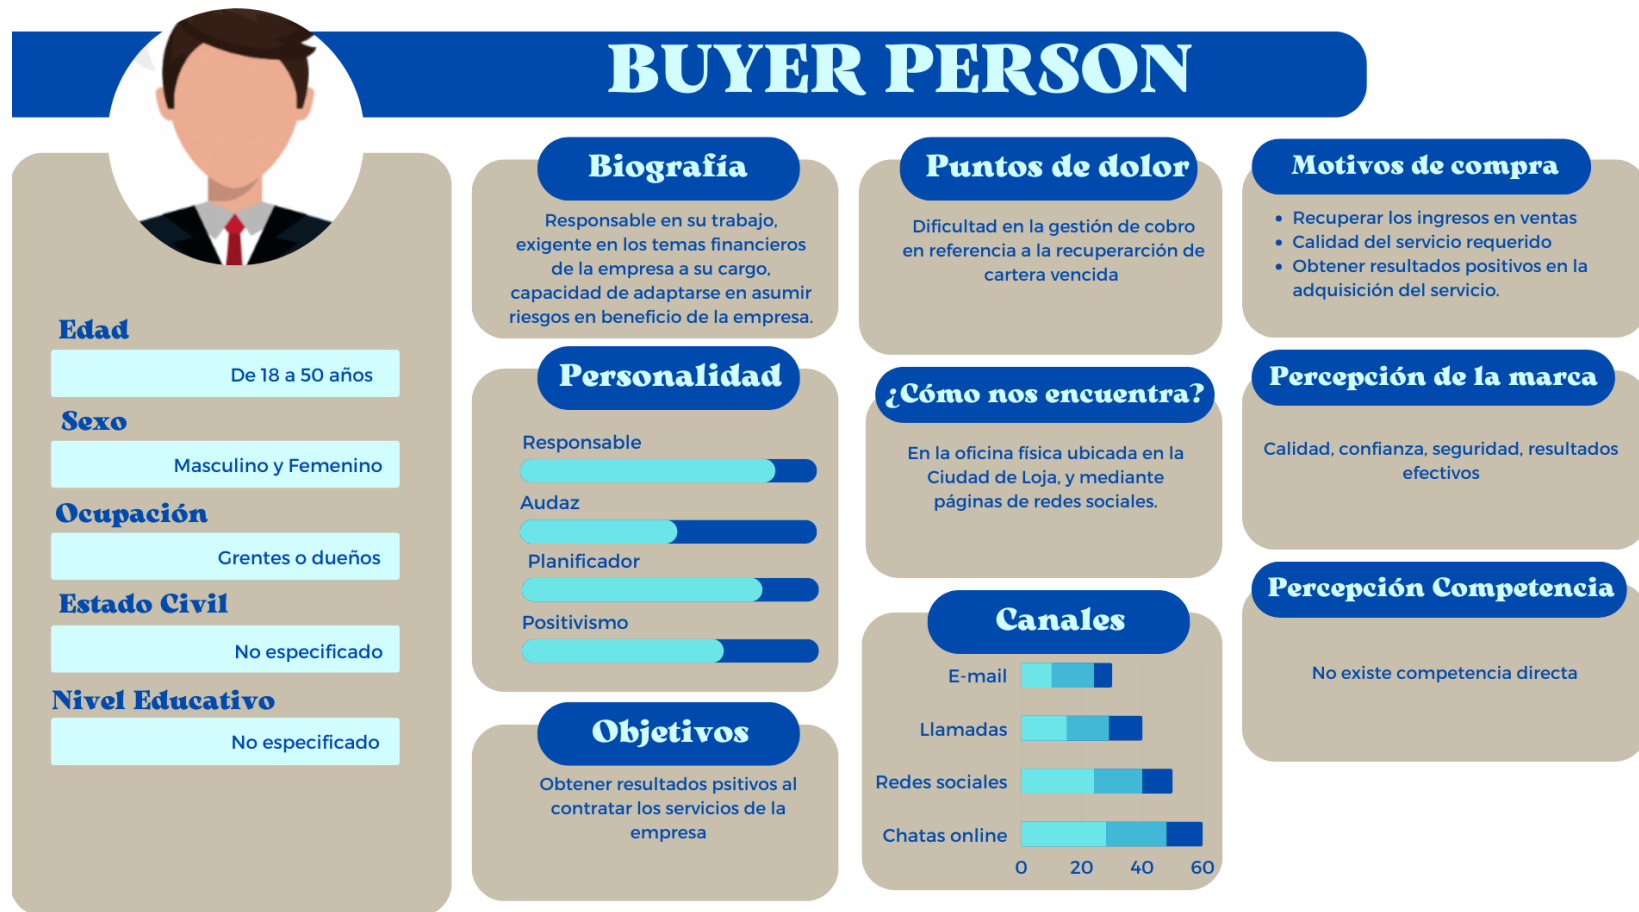 BUYER PERSON
Edad
De 18 a 50 años
Sexo
Masculino y Femenino
Ocupación
Grentes o dueños
Estado Civil
No especificado
Nivel Educativo
No especificado
Biografía
Responsable en su trabajo,
exigente en los temas financieros
de la empresa a su cargo,
capacidad de adaptarse en asumir
riesgos en beneficio de la empresa.
Personalidad
Responsable
Audaz
Planificador
Positivismo
Objetivos
Obtener resultados psitivos al
contratar los servicios de la
empresa
Puntos de dolor
Dificultad en la gestión de cobro
en referencia a la recuperarción de
cartera vencida
¿Cómo nos encuentra?
En la oficina física ubicada en la
Ciudad de Loja, y mediante
páginas de redes sociales.
Canales
E-mail
Llamadas
Redes sociales
Chatas online
0 20 40 60
Motivos de compra
• Recuperar los ingresos en ventas
• Calidad del servicio requerido
• Obtener resultados positivos en la
adquisición del servicio.
Percepción de la marca
Calidad, confianza, seguridad, resultados
efectivos
Percepción Competencia
No existe competencia directa